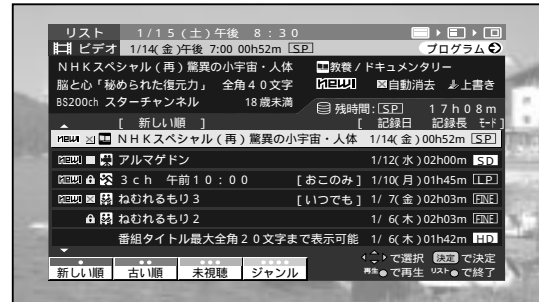 リスト 1/15(土)午後 8:30
ビデオ 1/14(金)午後 7:00 00h52m SP プログラム
NHKスペシャル(再)驚異の小宇宙・人体 教養/ドキュメンタリー
脳と心「秘められた復元力」 全角40文字 NEW 自動消去 上書き
BS200ch スターチャンネル 18歳未満 残時間:SP 17h08m
[ 新しい順 ] [ 記録日 記録長 モード]
NEW NHKスペシャル(再)驚異の小宇宙・人体 1/14(金)00h52m SP
NEW アルマゲドン 1/12(水)02h00m SD
NEW 3ch 午前10:00 [おこのみ] 1/10(月)01h45m LP
NEW ねむれるもり3 [いつでも] 1/ 7(金)02h03m FINE
ねむれるもり2 1/ 6(木)02h03m FINE
番組タイトル最大全角20文字まで表示可能 1/ 6(木)01h42m HD
で選択 決定で決定
新しい順 古い順 未視聴 ジャンル 再生●で再生 リスト●で終了